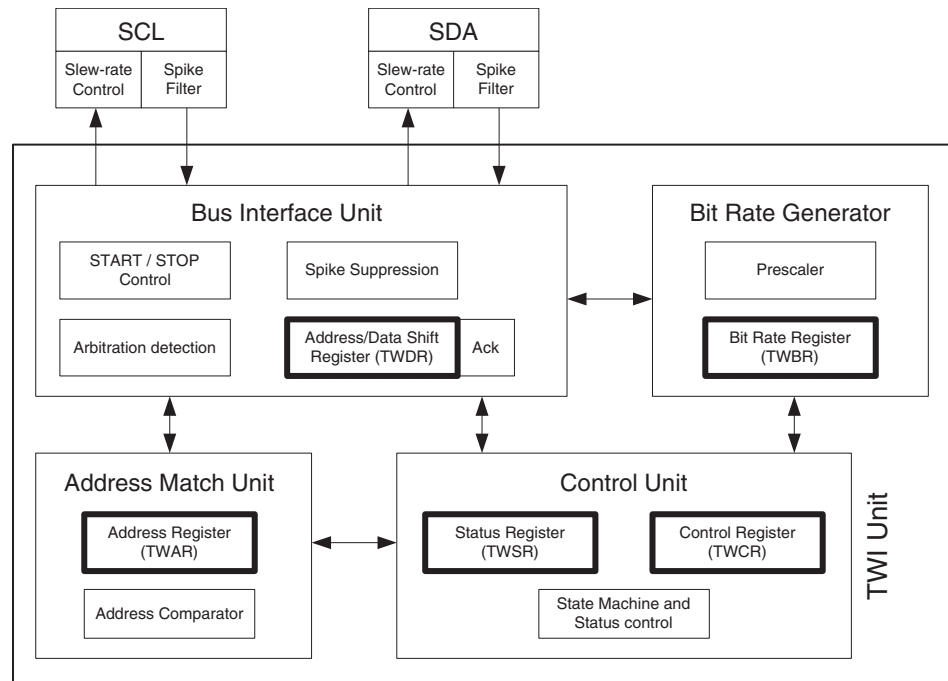 SCL
Slew-rate
Control
Spike
Filter
SDA
Slew-rate
Control
Spike
Filter
Bus Interface Unit
START / STOP
Control
Spike Suppression
Arbitration detection
Address/Data Shift
Register (TWDR)
Ack
Bit Rate Generator
Prescaler
Bit Rate Register
(TWBR)
Address Match Unit
Address Register
(TWAR)
Address Comparator
Control Unit
Status Register
(TWSR)
Control Register
(TWCR)
State Machine and
Status control
TWI Unit